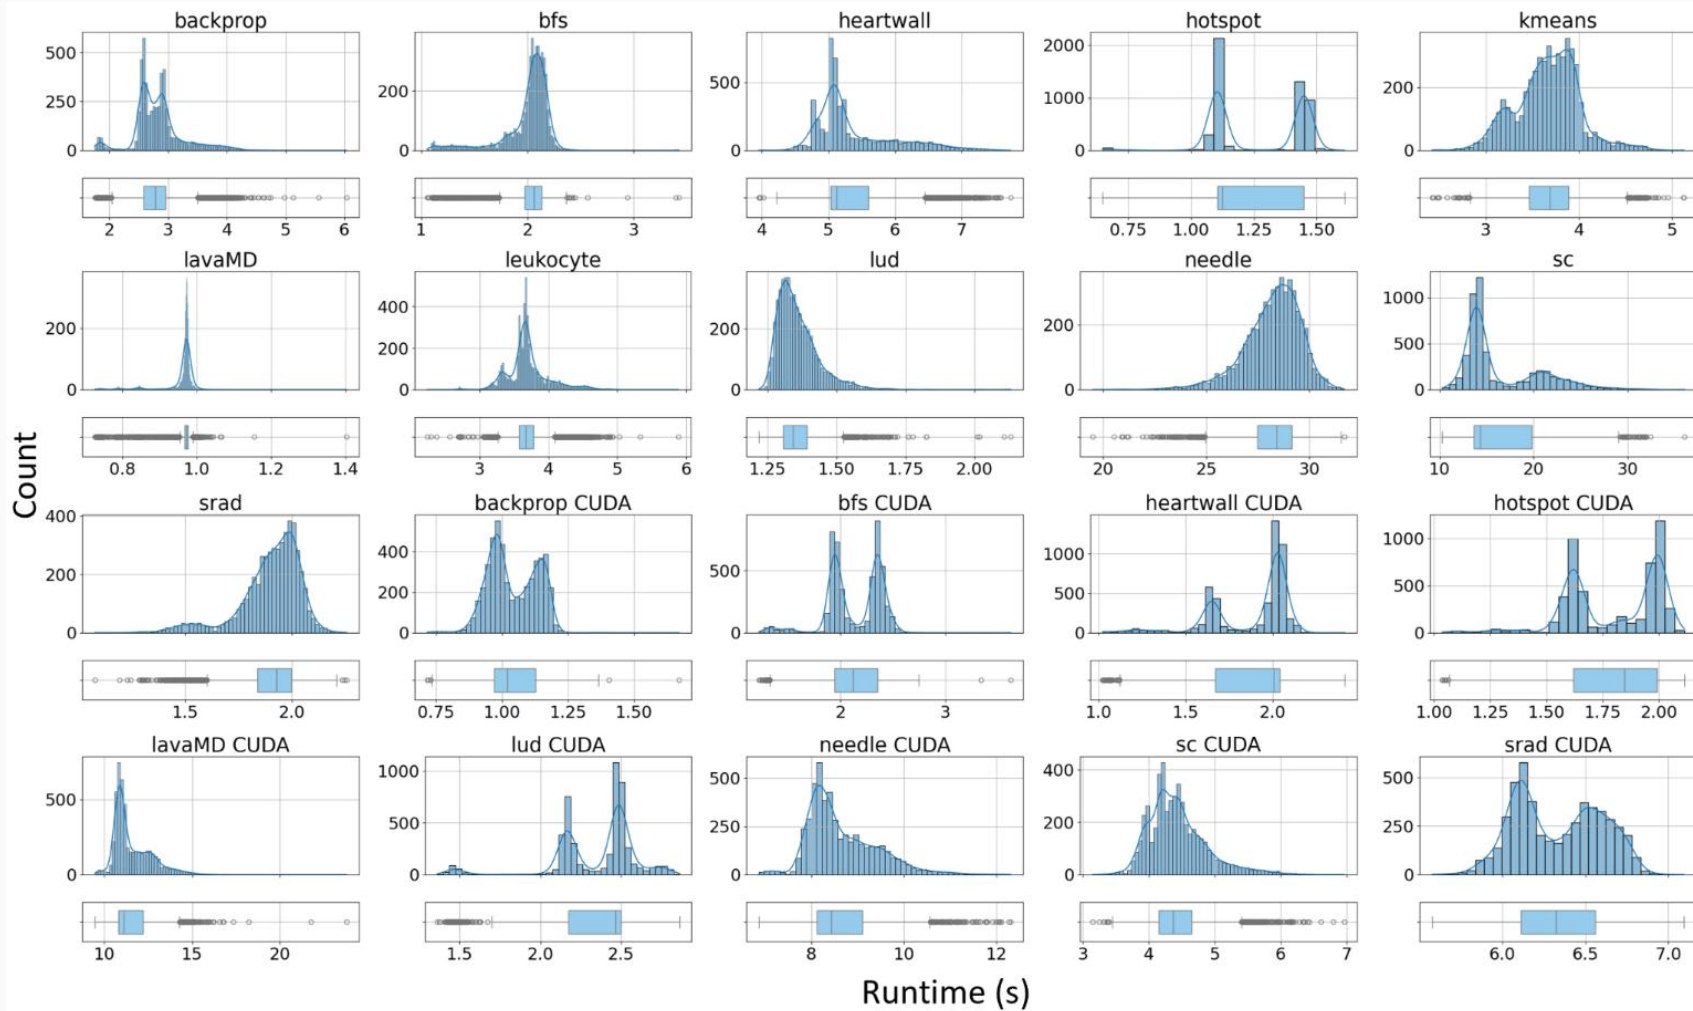 backprop
bfs
heartwall
hotspot
kmeans
500
250
0
200
0
500
0
2000
1000
0
200
0
2 3 4 5 6
1 2 3
4 5 6 7
0.75 1.00 1.25 1.50
3 4 5
lavaMD
leukocyte
lud
needle
sc
200
0
400
200
0
200
0
200
0
1000
500
0
0.8 1.0 1.2 1.4
3 4 5 6
1.25 1.50 1.75 2.00
20 25 30
10 20 30
Count
srad
backprop CUDA
bfs CUDA
heartwall CUDA
hotspot CUDA
400
200
0
400
200
0
500
0
1000
500
0
1000
500
0
1.5 2.0
0.75 1.00 1.25 1.50
2 3
1.0 1.5 2.0
1.00 1.25 1.50 1.75 2.00
lavaMD CUDA
lud CUDA
needle CUDA
sc CUDA
srad CUDA
500
0
1000
500
0
500
250
0
400
200
0
500
250
0
10 15 20
1.5 2.0 2.5
8 10 12
3 4 5 6 7
6.0 6.5 7.0
Runtime (s)